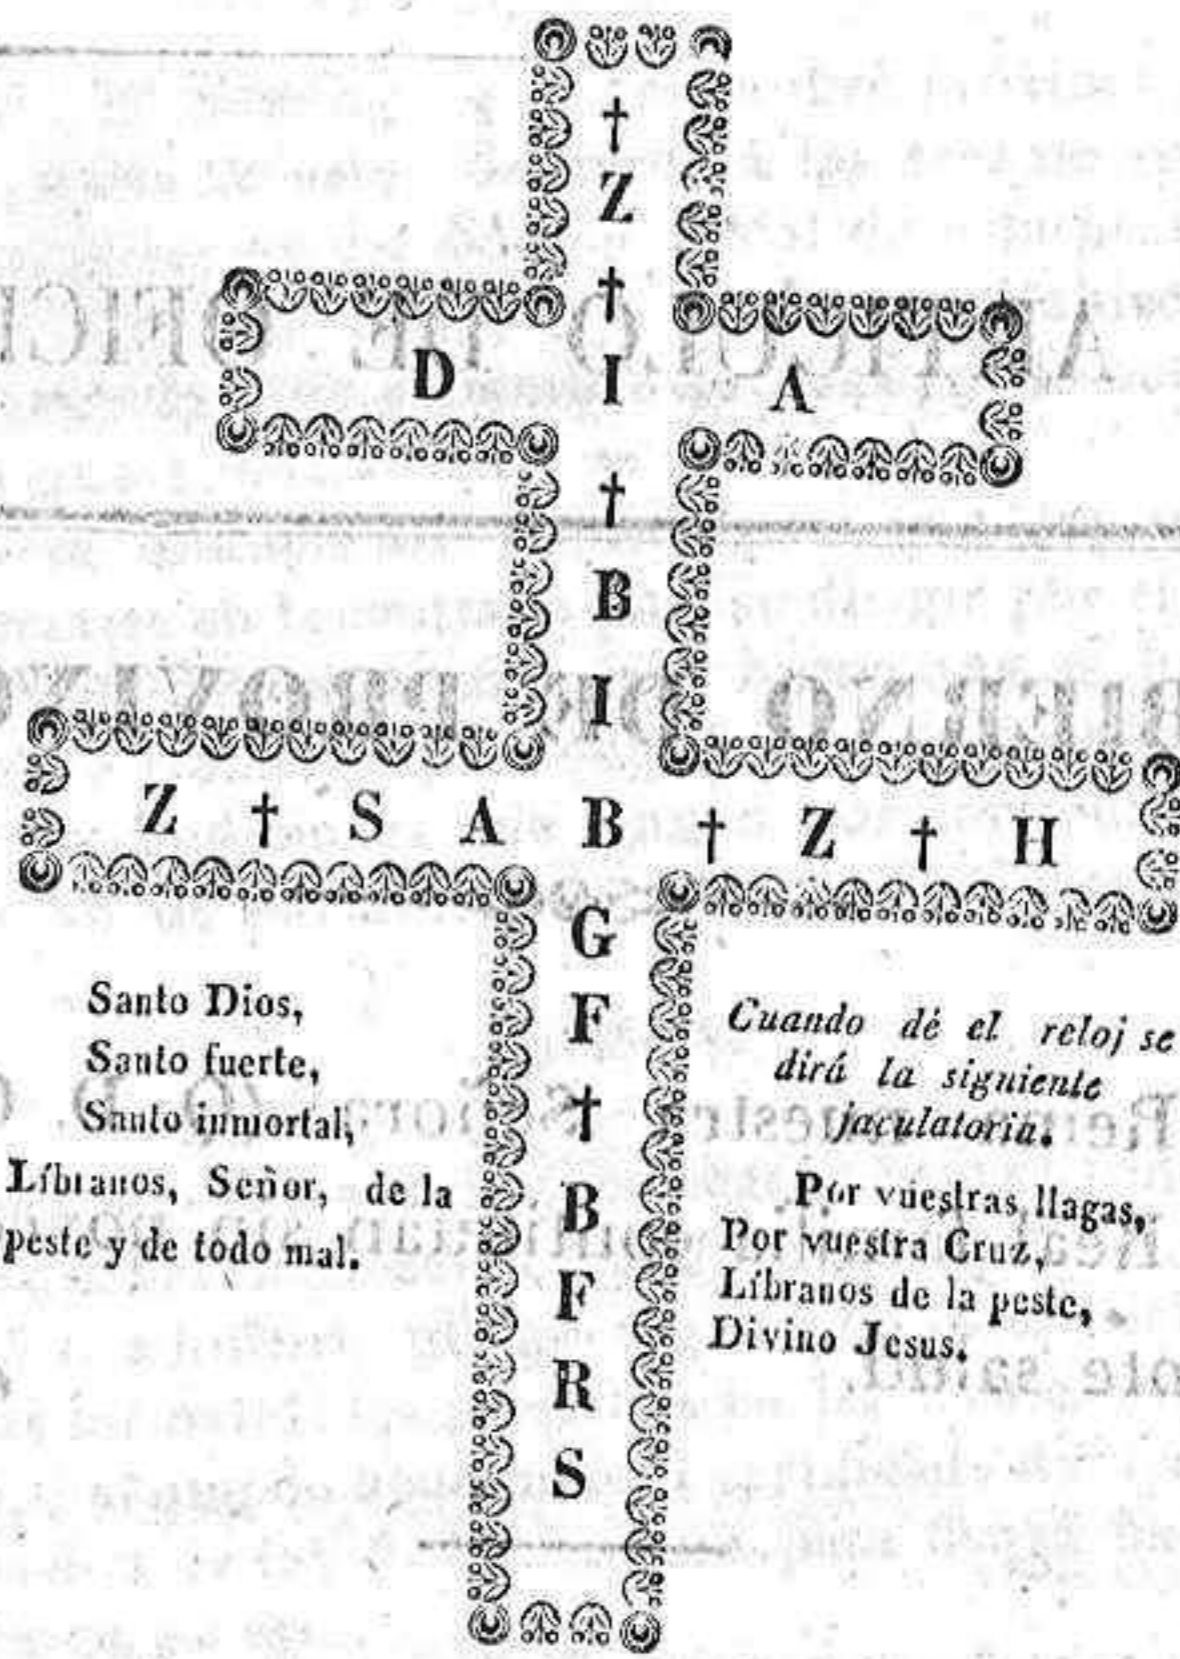 †
Z
†
D I A
†
B
I
Z † S A B † Z † H
G
F
†
B
F
R
S
Santo Dios,
Santo fuerte,
Santo inmortal,
Líbranos, Señor, de la
peste y de todo mal.
Cuando dé el reloj se
dirá la siguiente
jaculatoria.
Por vuestras llagas,
Por vuestra Cruz,
Líbranos de la peste,
Divino Jesus.